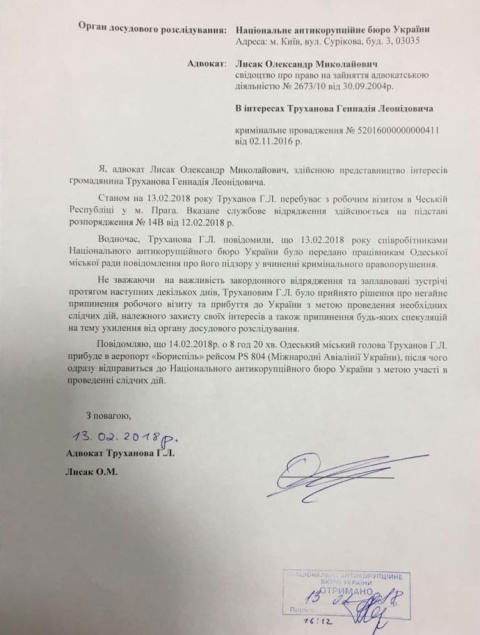 Орган досудового розслідування: Національне антикорупційне бюро України
Адреса: м. Київ, вул. Сурікова, буд. 3, 03035
Адвокат: Лисак Олександр Миколайович
свідоцтво про право на зайняття адвокатською
діяльністю № 2673/10 від 30.09.2004р.
В інтересах Труханова Геннадія Леонідовича
кримінальне провадження № 52016000000000411
від 02.11.2016 р.
Я, адвокат Лисак Олександр Миколайович, здійснюю представництво інтересів
громадянина Труханова Геннадія Леонідовича.
Станом на 13.02.2018 року Труханов Г.Л. перебуває з робочим візитом в Чеській
Республіці у м. Прага. Вказане службове відрядження здійснюється на підставі
розпорядження № 14В від 12.02.2018 р.
Водночас, Труханова Г.Л. повідомили, що 13.02.2018 року співробітниками
Національного антикорупційного бюро України було передано працівникам Одеської
міської ради повідомлення про його підзору у вчиненні кримінального правопорушення.
Не зважаючи на важливість закордонного відрядження та заплановані зустрічі
протягом наступних декількох днів, Трухановим Г.Л. було прийнято рішення про негайне
припинення робочого візиту та прибуття до України з метою проведення необхідних
слідчих дій, належного захисту своїх інтересів а також припинення будь-яких спекуляцій
на тему ухилення від органу досудового розслідування.
Повідомляю, що 14.02.2018р. о 8 год 20 хв. Одеський міський голова Труханов Г.Л.
прибуде в аеропорт «Бориспіль» рейсом PS 804 (Міжнародні Авіалінії України), після чого
одразу відправиться до Національного антикорупційного бюро України з метою участі в
проведенні слідчих дій.
З повагою,
13.02.2018р.
Адвокат Труханова Г.Л.
Лисак О.М.
НАЦІОНАЛЬНЕ АНТИКОРУПЦІЙНЕ
БЮРО УКРАЇНИ
ОТРИМАНО
13 02 18
16:12